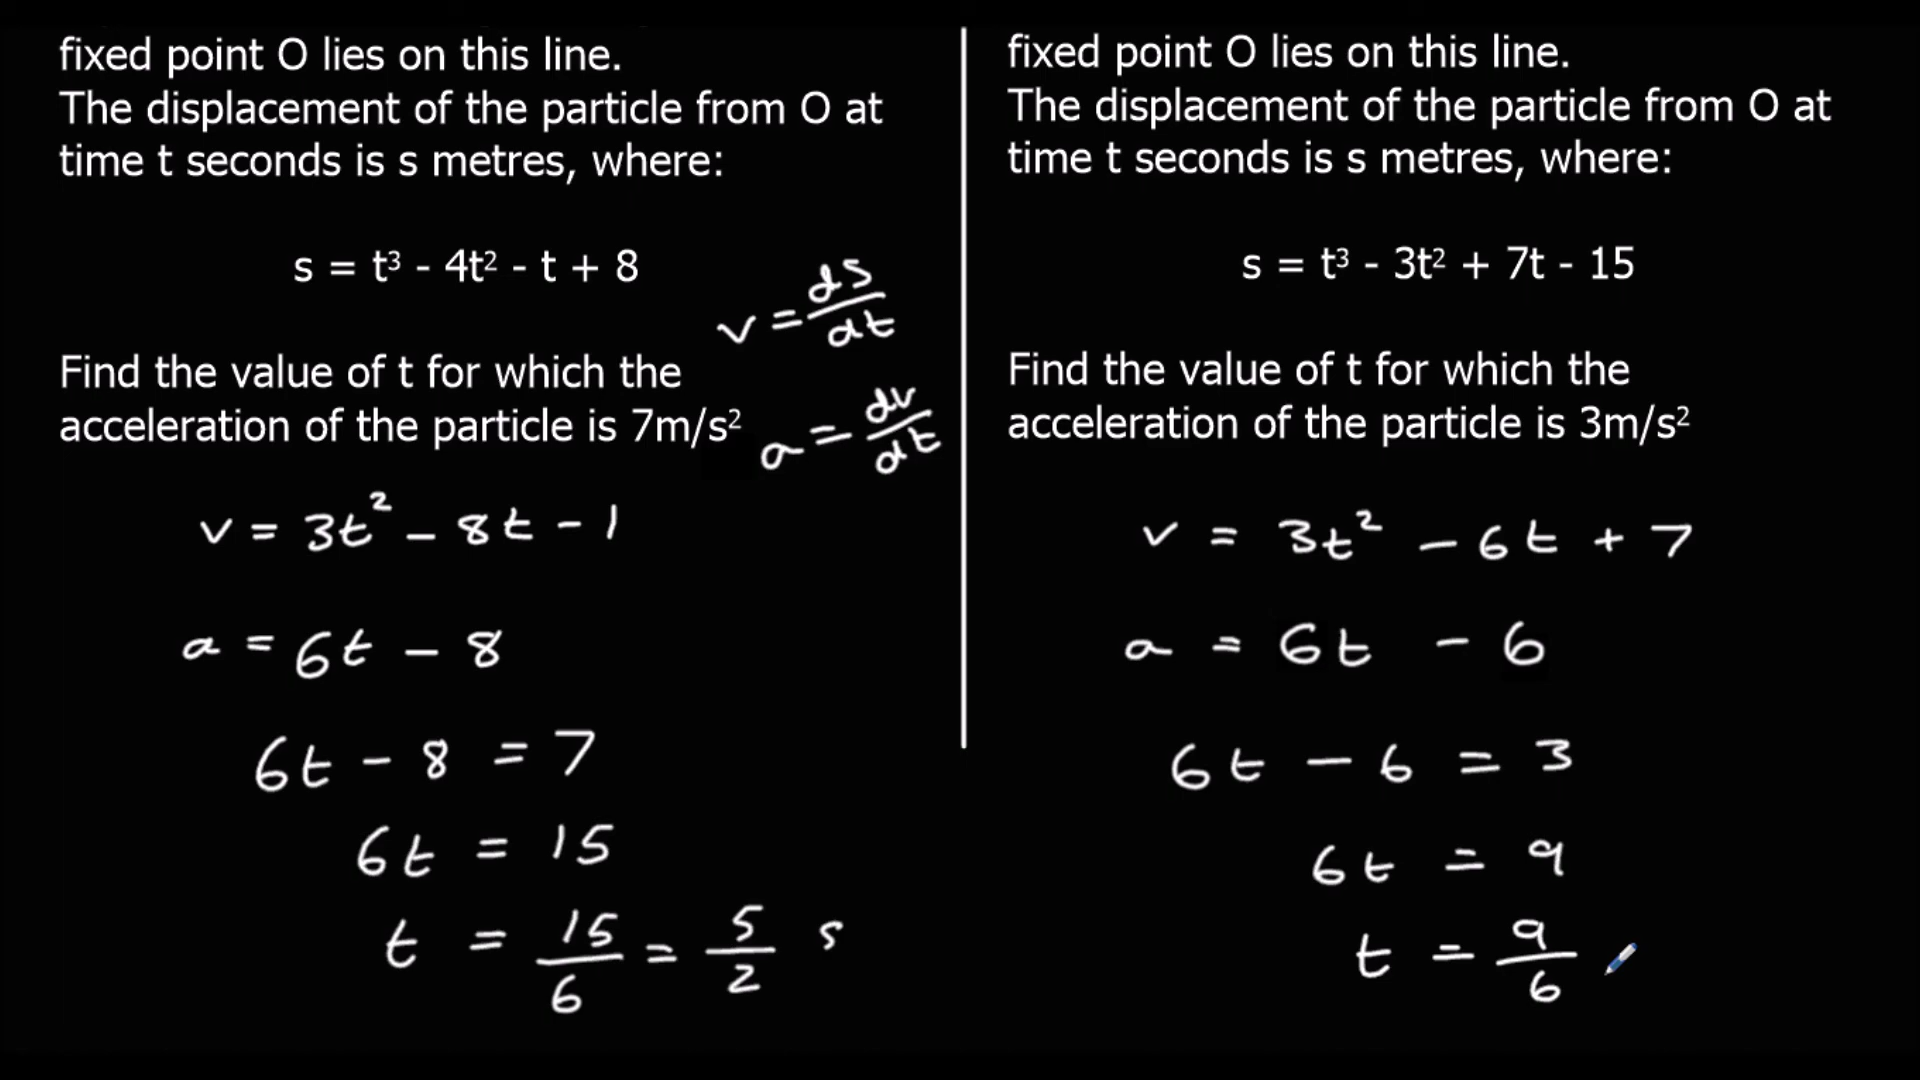 fixed point O lies on this line.
The displacement of the particle from O at
time t seconds is s metres, where:
s = t³ - 4t² - t + 8
v = ds/dt
Find the value of t for which the
acceleration of the particle is 7m/s²
a = dv/dt
v = 3t² - 8t - 1
a = 6t - 8
6t - 8 = 7
6t = 15
t = 15/6 = 5/2 s
fixed point O lies on this line.
The displacement of the particle from O at
time t seconds is s metres, where:
s = t³ - 3t² + 7t - 15
Find the value of t for which the
acceleration of the particle is 3m/s²
v = 3t² - 6t + 7
a = 6t - 6
6t - 6 = 3
6t = 9
t = 9/6